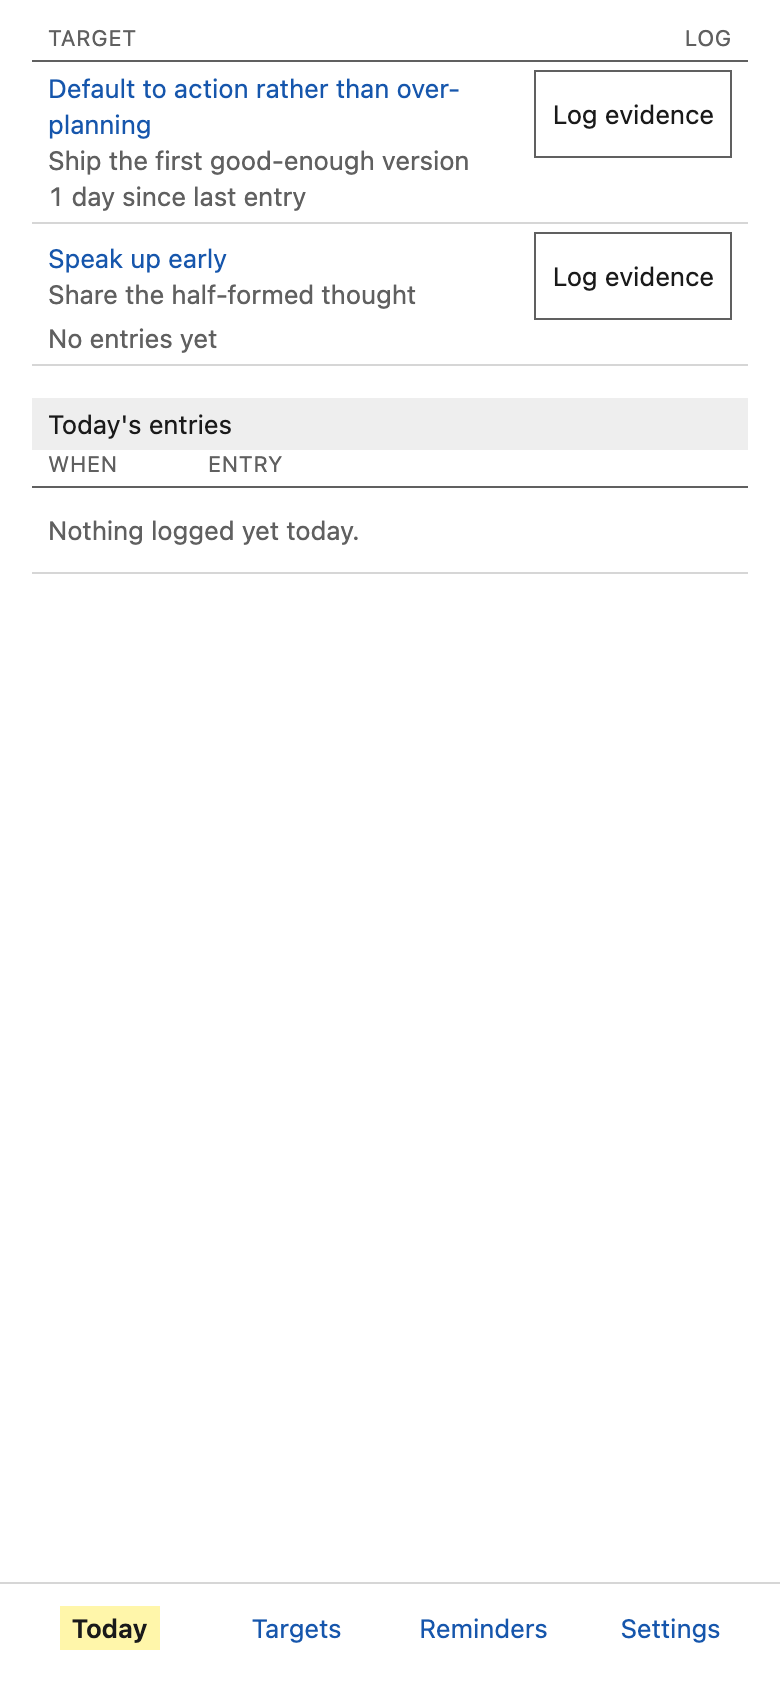 TARGET LOG
Default to action rather than over-
planning
Log evidence
Ship the first good-enough version
1 day since last entry
Speak up early
Log evidence
Share the half-formed thought
No entries yet
Today's entries
WHEN ENTRY
Nothing logged yet today.
Today Targets Reminders Settings